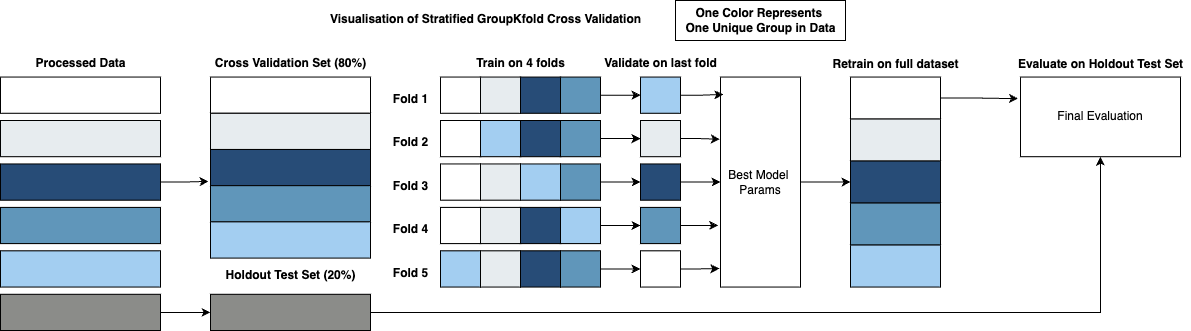 Visualisation of Stratified GroupKfold Cross Validation
One Color Represents
One Unique Group in Data
Processed Data
Cross Validation Set (80%)
Train on 4 folds
Validate on last fold
Retrain on full dataset
Evaluate on Holdout Test Set
Fold 1
Fold 2
Fold 3
Fold 4
Fold 5
Best Model
Params
Final Evaluation
Holdout Test Set (20%)